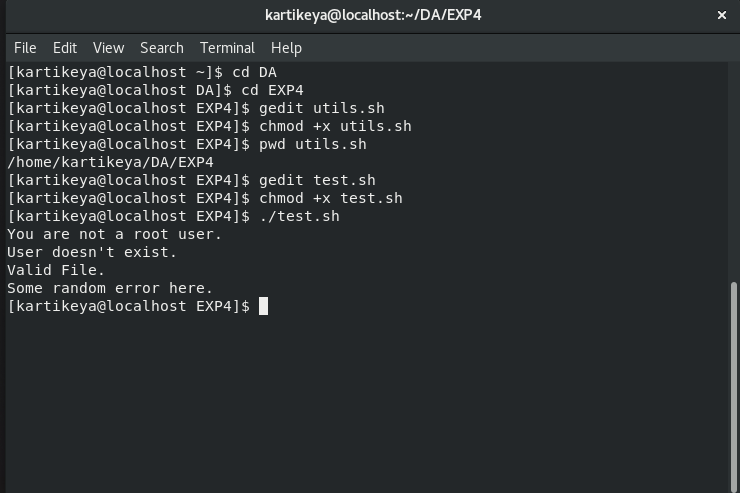 kartikeya@localhost:~/DA/EXP4
File Edit View Search Terminal Help
[kartikeya@localhost ~]$ cd DA
[kartikeya@localhost DA]$ cd EXP4
[kartikeya@localhost EXP4]$ gedit utils.sh
[kartikeya@localhost EXP4]$ chmod +x utils.sh
[kartikeya@localhost EXP4]$ pwd utils.sh
/home/kartikeya/DA/EXP4
[kartikeya@localhost EXP4]$ gedit test.sh
[kartikeya@localhost EXP4]$ chmod +x test.sh
[kartikeya@localhost EXP4]$ ./test.sh
You are not a root user.
User doesn't exist.
Valid File.
Some random error here.
[kartikeya@localhost EXP4]$